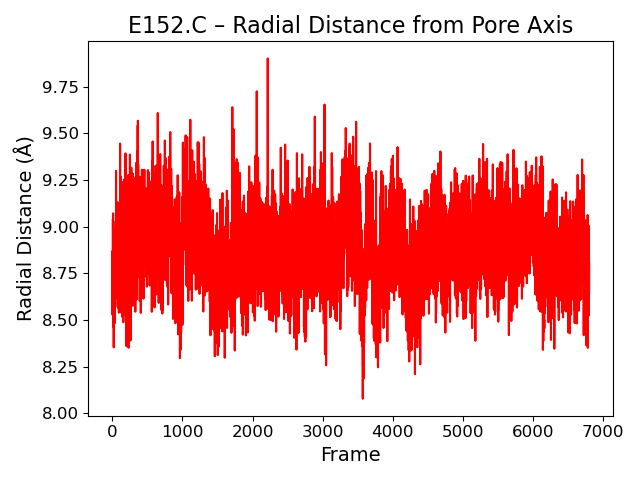 E152.C – Radial Distance from Pore Axis
Radial Distance (Å)
9.75
9.50
9.25
9.00
8.75
8.50
8.25
8.00
0 1000 2000 3000 4000 5000 6000 7000
Frame